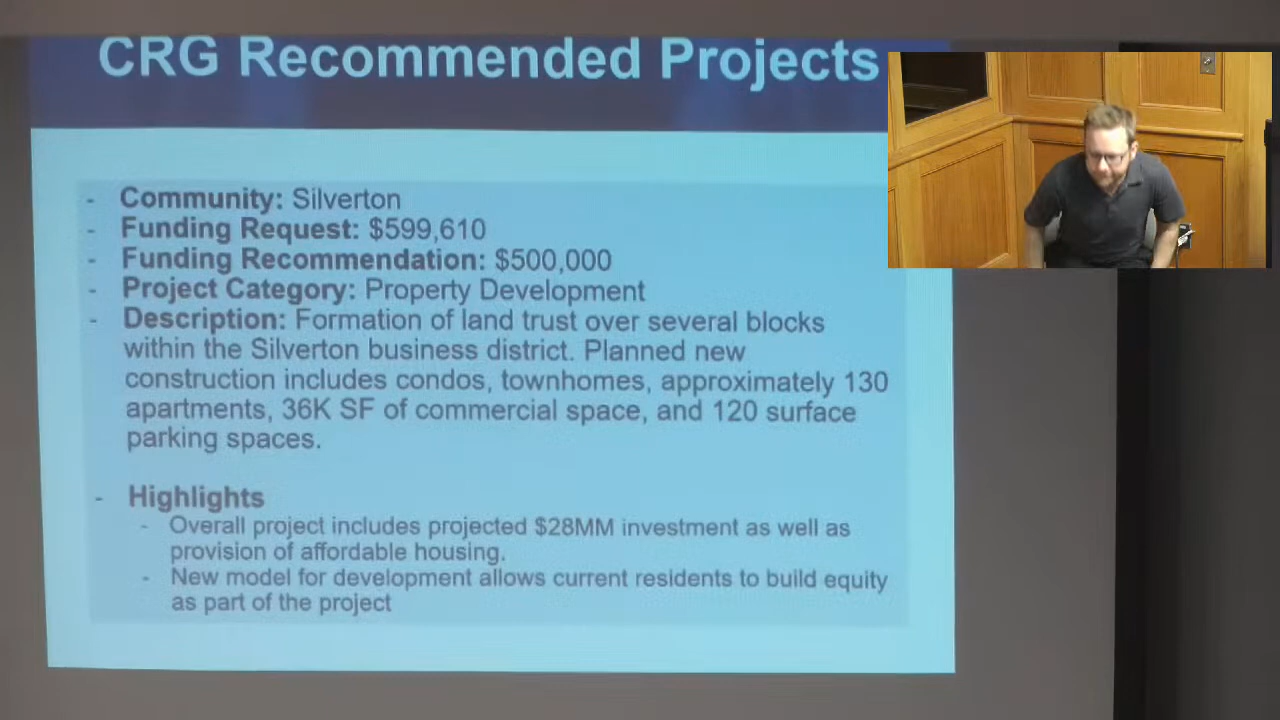 CRG Recommended Projects
- Community: Silverton
- Funding Request: $599,610
- Funding Recommendation: $500,000
- Project Category: Property Development
- Description: Formation of land trust over several blocks
within the Silverton business district. Planned new
construction includes condos, townhomes, approximately 130
apartments, 36K SF of commercial space, and 120 surface
parking spaces.
- Highlights
- Overall project includes projected $28MM investment as well as
provision of affordable housing.
- New model for development allows current residents to build equity
as part of the project